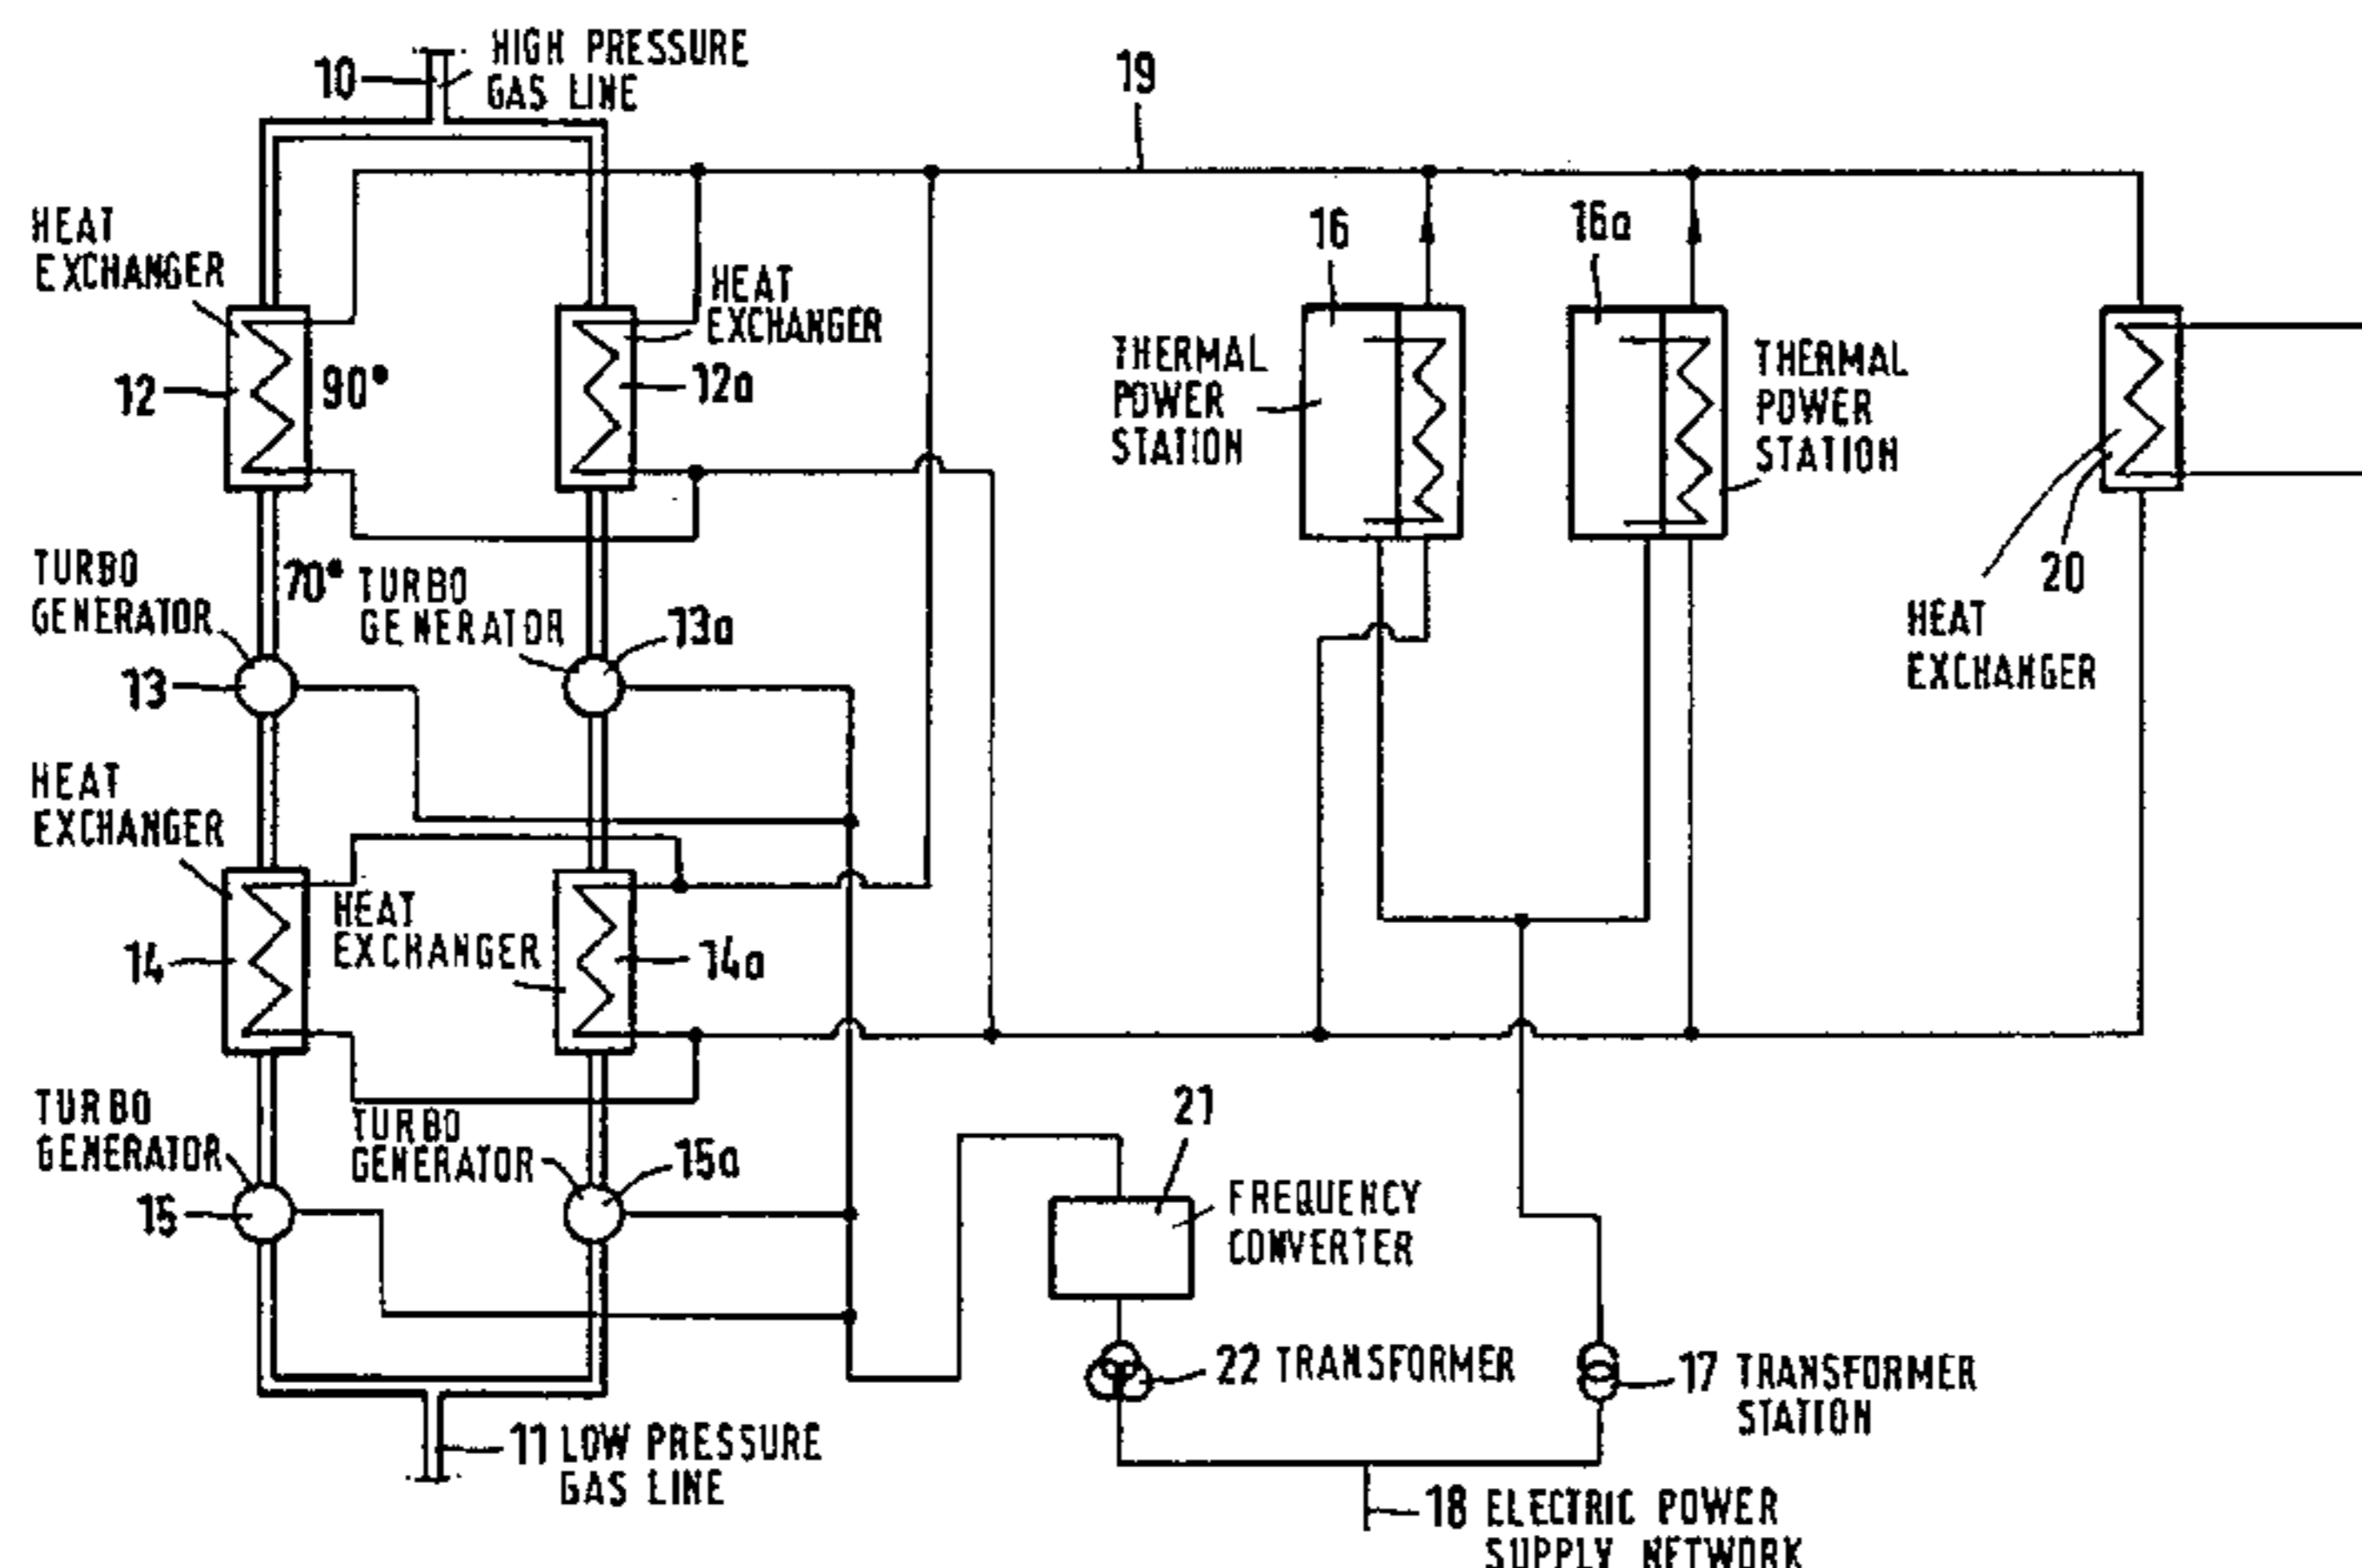 10
HIGH PRESSURE
GAS LINE
19
HEAT
EXCHANGER
12
90°
HEAT
EXCHANGER
12a
16
THERMAL
POWER
STATION
16a
THERMAL
POWER
STATION
20
HEAT
EXCHANGER
TURBO
GENERATOR
13
70°
TURBO
GENERATOR
13a
HEAT
EXCHANGER
14
HEAT
EXCHANGER
14a
TURBO
GENERATOR
15
TURBO
GENERATOR
15a
21
FREQUENCY
CONVERTER
22 TRANSFORMER
17 TRANSFORMER
STATION
11 LOW PRESSURE
GAS LINE
18 ELECTRIC POWER
SUPPLY NETWORK